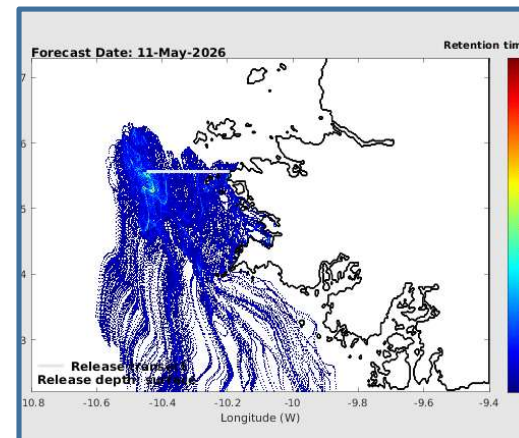 Forecast Date: 11-May-2026
Retention tim
6
5
4
3
Release transect
Release depth: surface
10.8
-10.6
-10.4
-10.2
-10
-9.8
-9.6
-9.4
Longitude (W)